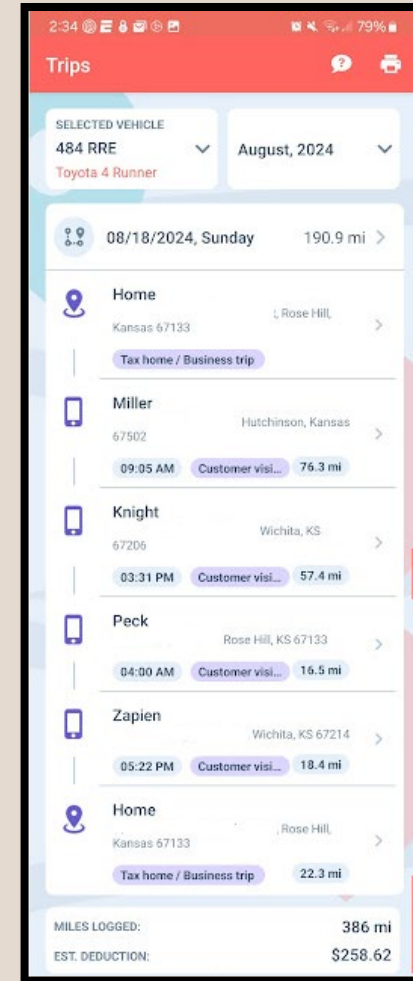 2:34 79%
Trips
SELECTED VEHICLE
484 RRE
Toyota 4 Runner
August, 2024
08/18/2024, Sunday 190.9 mi
Home
, Rose Hill,
Kansas 67133
Tax home / Business trip
Miller
Hutchinson, Kansas
67502
09:05 AM Customer visi... 76.3 mi
Knight
Wichita, KS
67206
03:31 PM Customer visi... 57.4 mi
Peck
Rose Hill, KS 67133
04:00 AM Customer visi... 16.5 mi
Zapien
Wichita, KS 67214
05:22 PM Customer visi... 18.4 mi
Home
, Rose Hill,
Kansas 67133
Tax home / Business trip 22.3 mi
MILES LOGGED: 386 mi
EST. DEDUCTION: $258.62